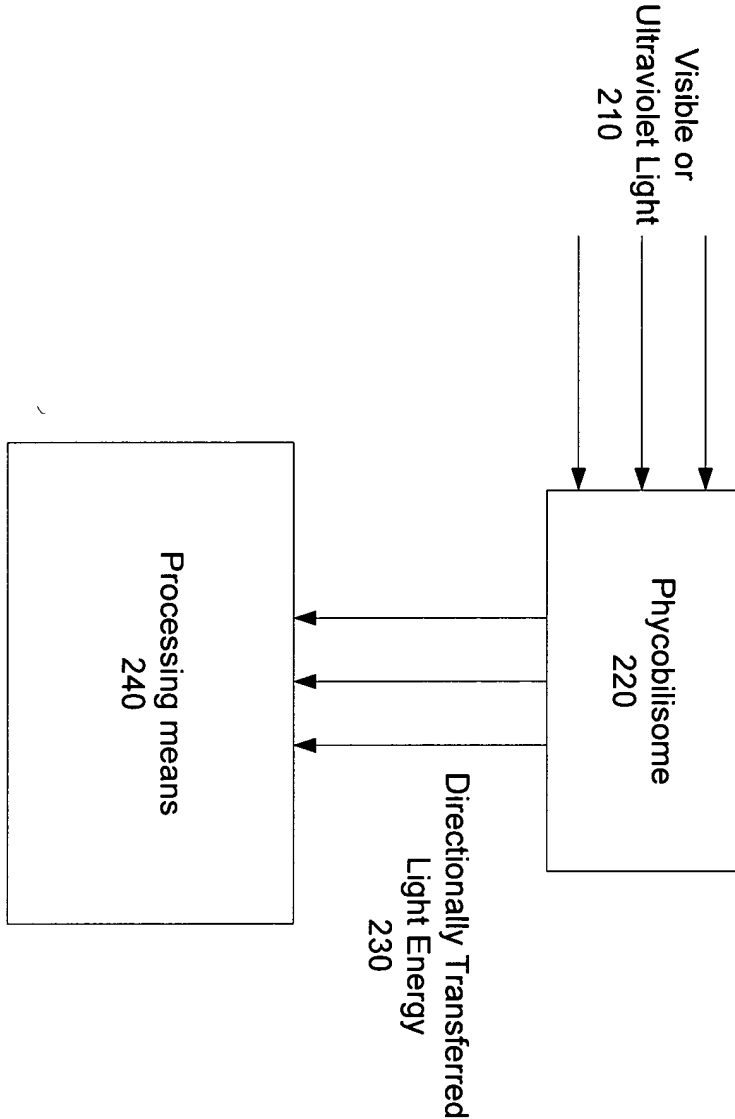 Visible or
Ultraviolet Light
210
Phycobilisome
220
Directionally Transferred
Light Energy
230
Processing means
240